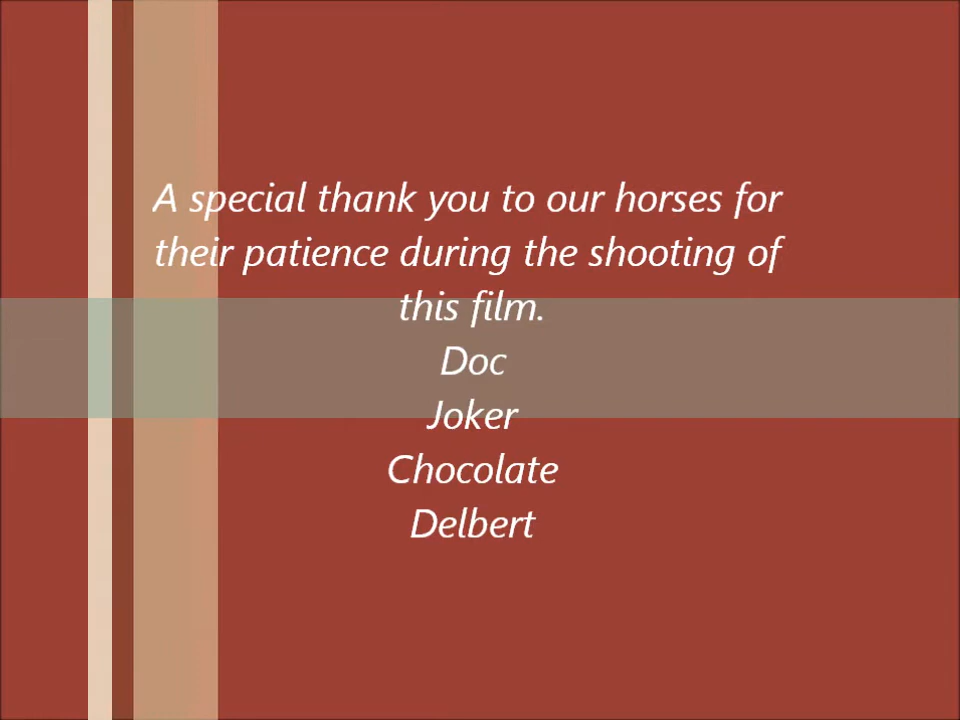 A special thank you to our horses for
their patience during the shooting of
this film.
Doc
Joker
Chocolate
Delbert